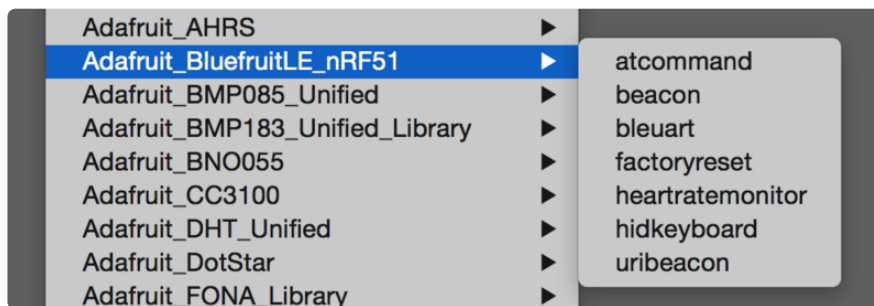 Adafruit_AHRS
Adafruit_BluefruitLE_nRF51
Adafruit_BMP085_Unified
Adafruit_BMP183_Unified_Library
Adafruit_BNO055
Adafruit_CC3100
Adafruit_DHT_Unified
Adafruit_DotStar
Adafruit_FONA_Library
atcommand
beacon
bleuart
factoryreset
heartratemonitor
hidkeyboard
uribeacon